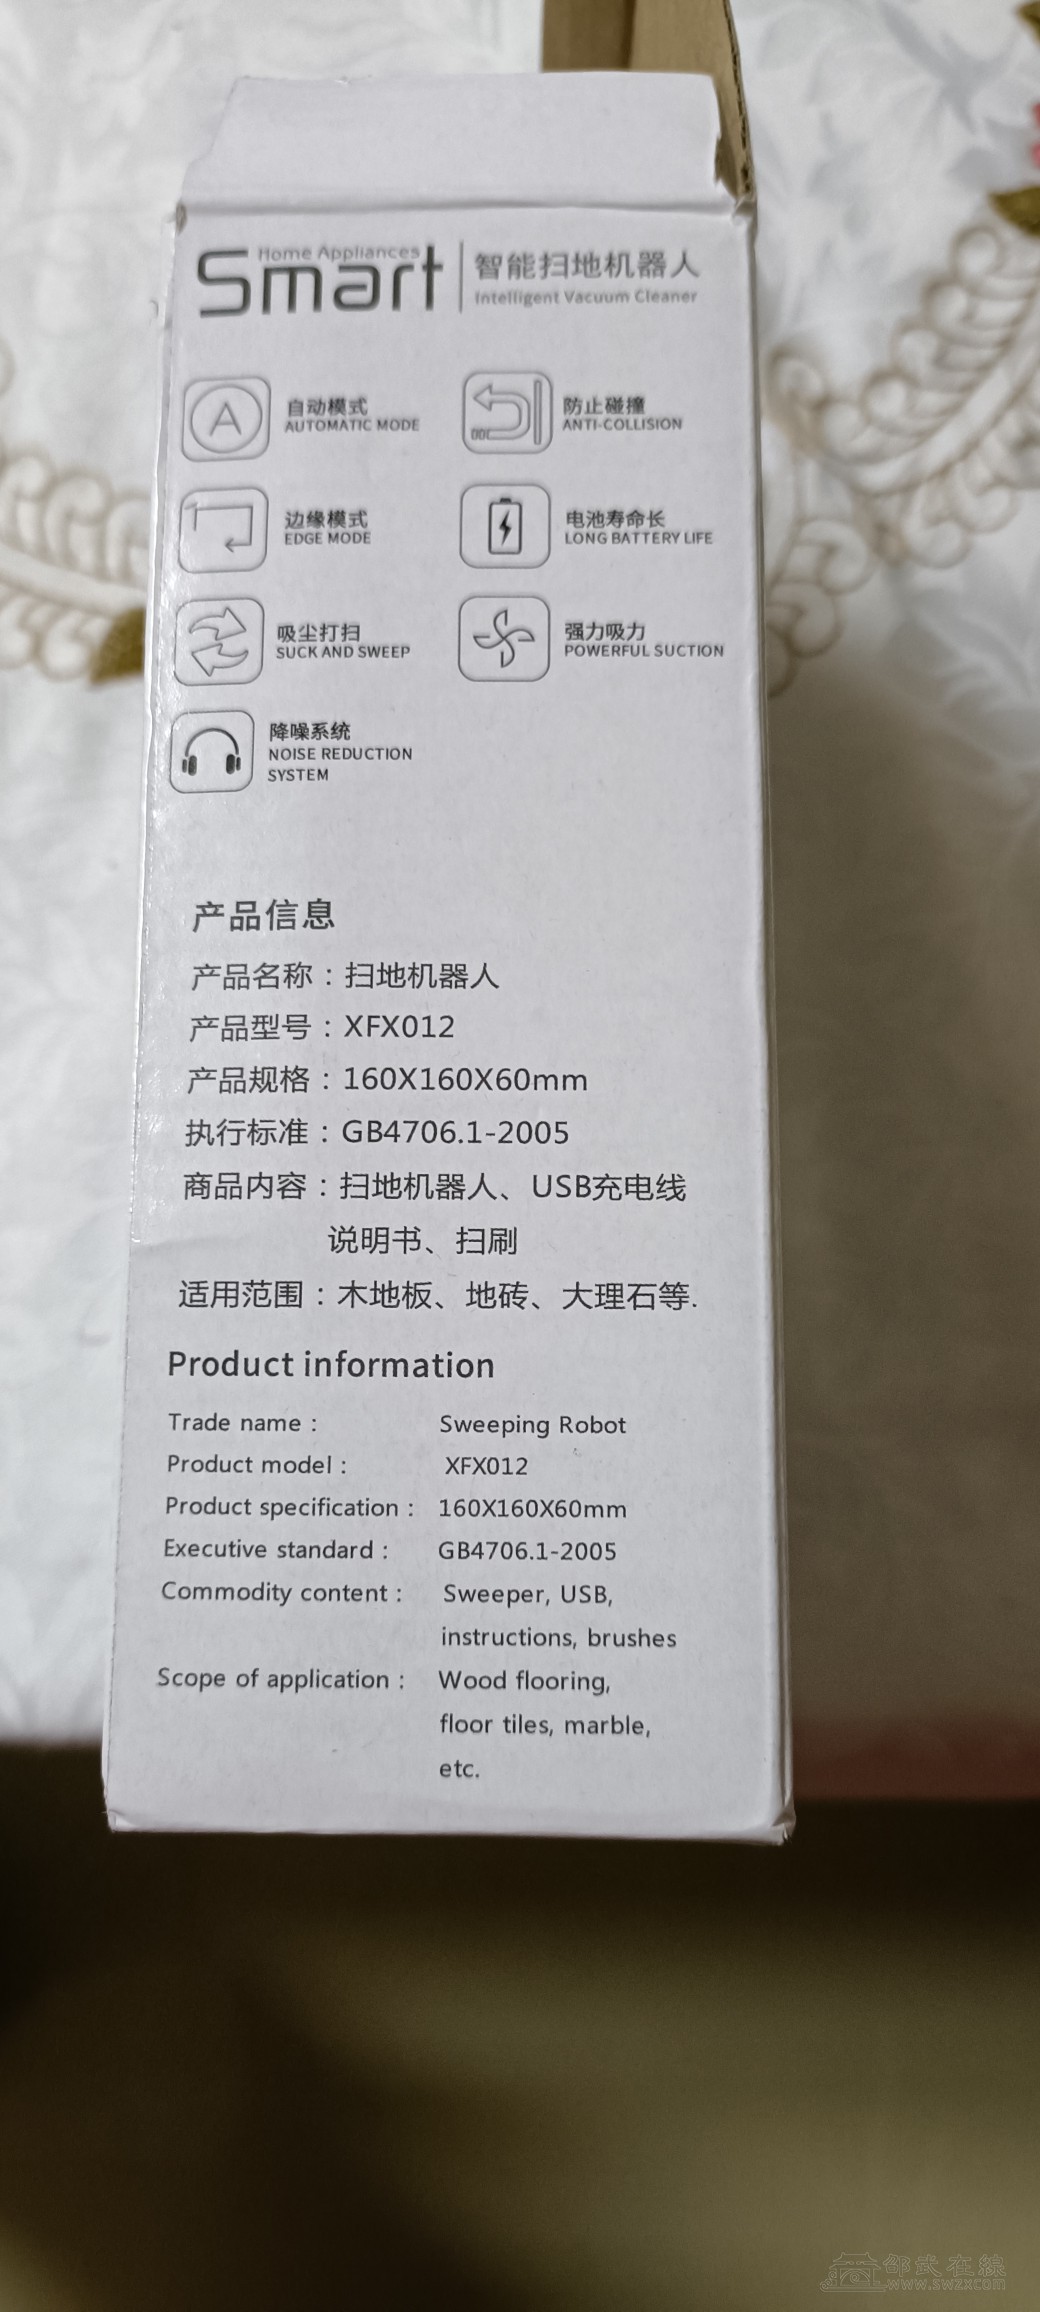 Home Appliances
Smart
智能扫地机器人
Intelligent Vacuum Cleaner
自动模式
AUTOMATIC MODE
防止碰撞
ANTI-COLLISION
边缘模式
EDGE MODE
电池寿命长
LONG BATTERY LIFE
吸尘打扫
SUCK AND SWEEP
强力吸力
POWERFUL SUCTION
降噪系统
NOISE REDUCTION
SYSTEM
产品信息
产品名称：扫地机器人
产品型号：XFX012
产品规格：160X160X60mm
执行标准：GB4706.1-2005
商品内容：扫地机器人、USB充电线
说明书、扫刷
适用范围：木地板、地砖、大理石等.
Product information
Trade name： Sweeping Robot
Product model： XFX012
Product specification： 160X160X60mm
Executive standard： GB4706.1-2005
Commodity content： Sweeper, USB,
instructions, brushes
Scope of application： Wood flooring,
floor tiles, marble,
etc.
邵武在線
www.swzx.com